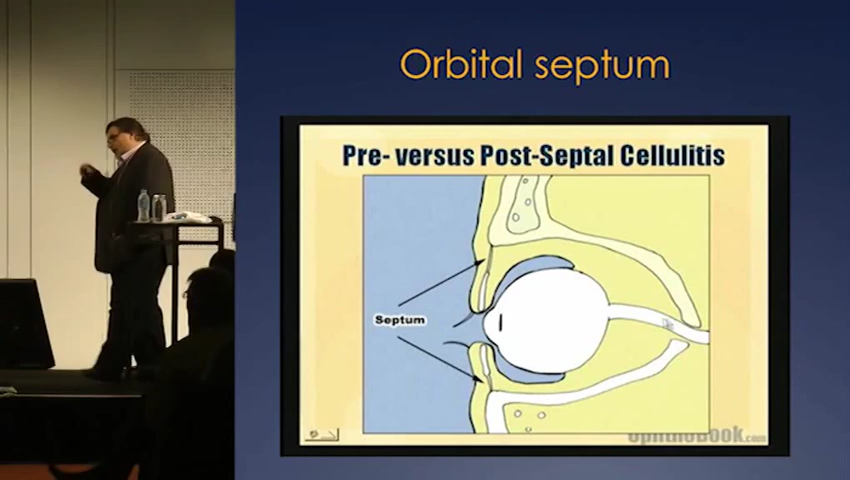 Orbital septum
Pre- versus Post-Septal Cellulitis
Septum
OphthoBook.com